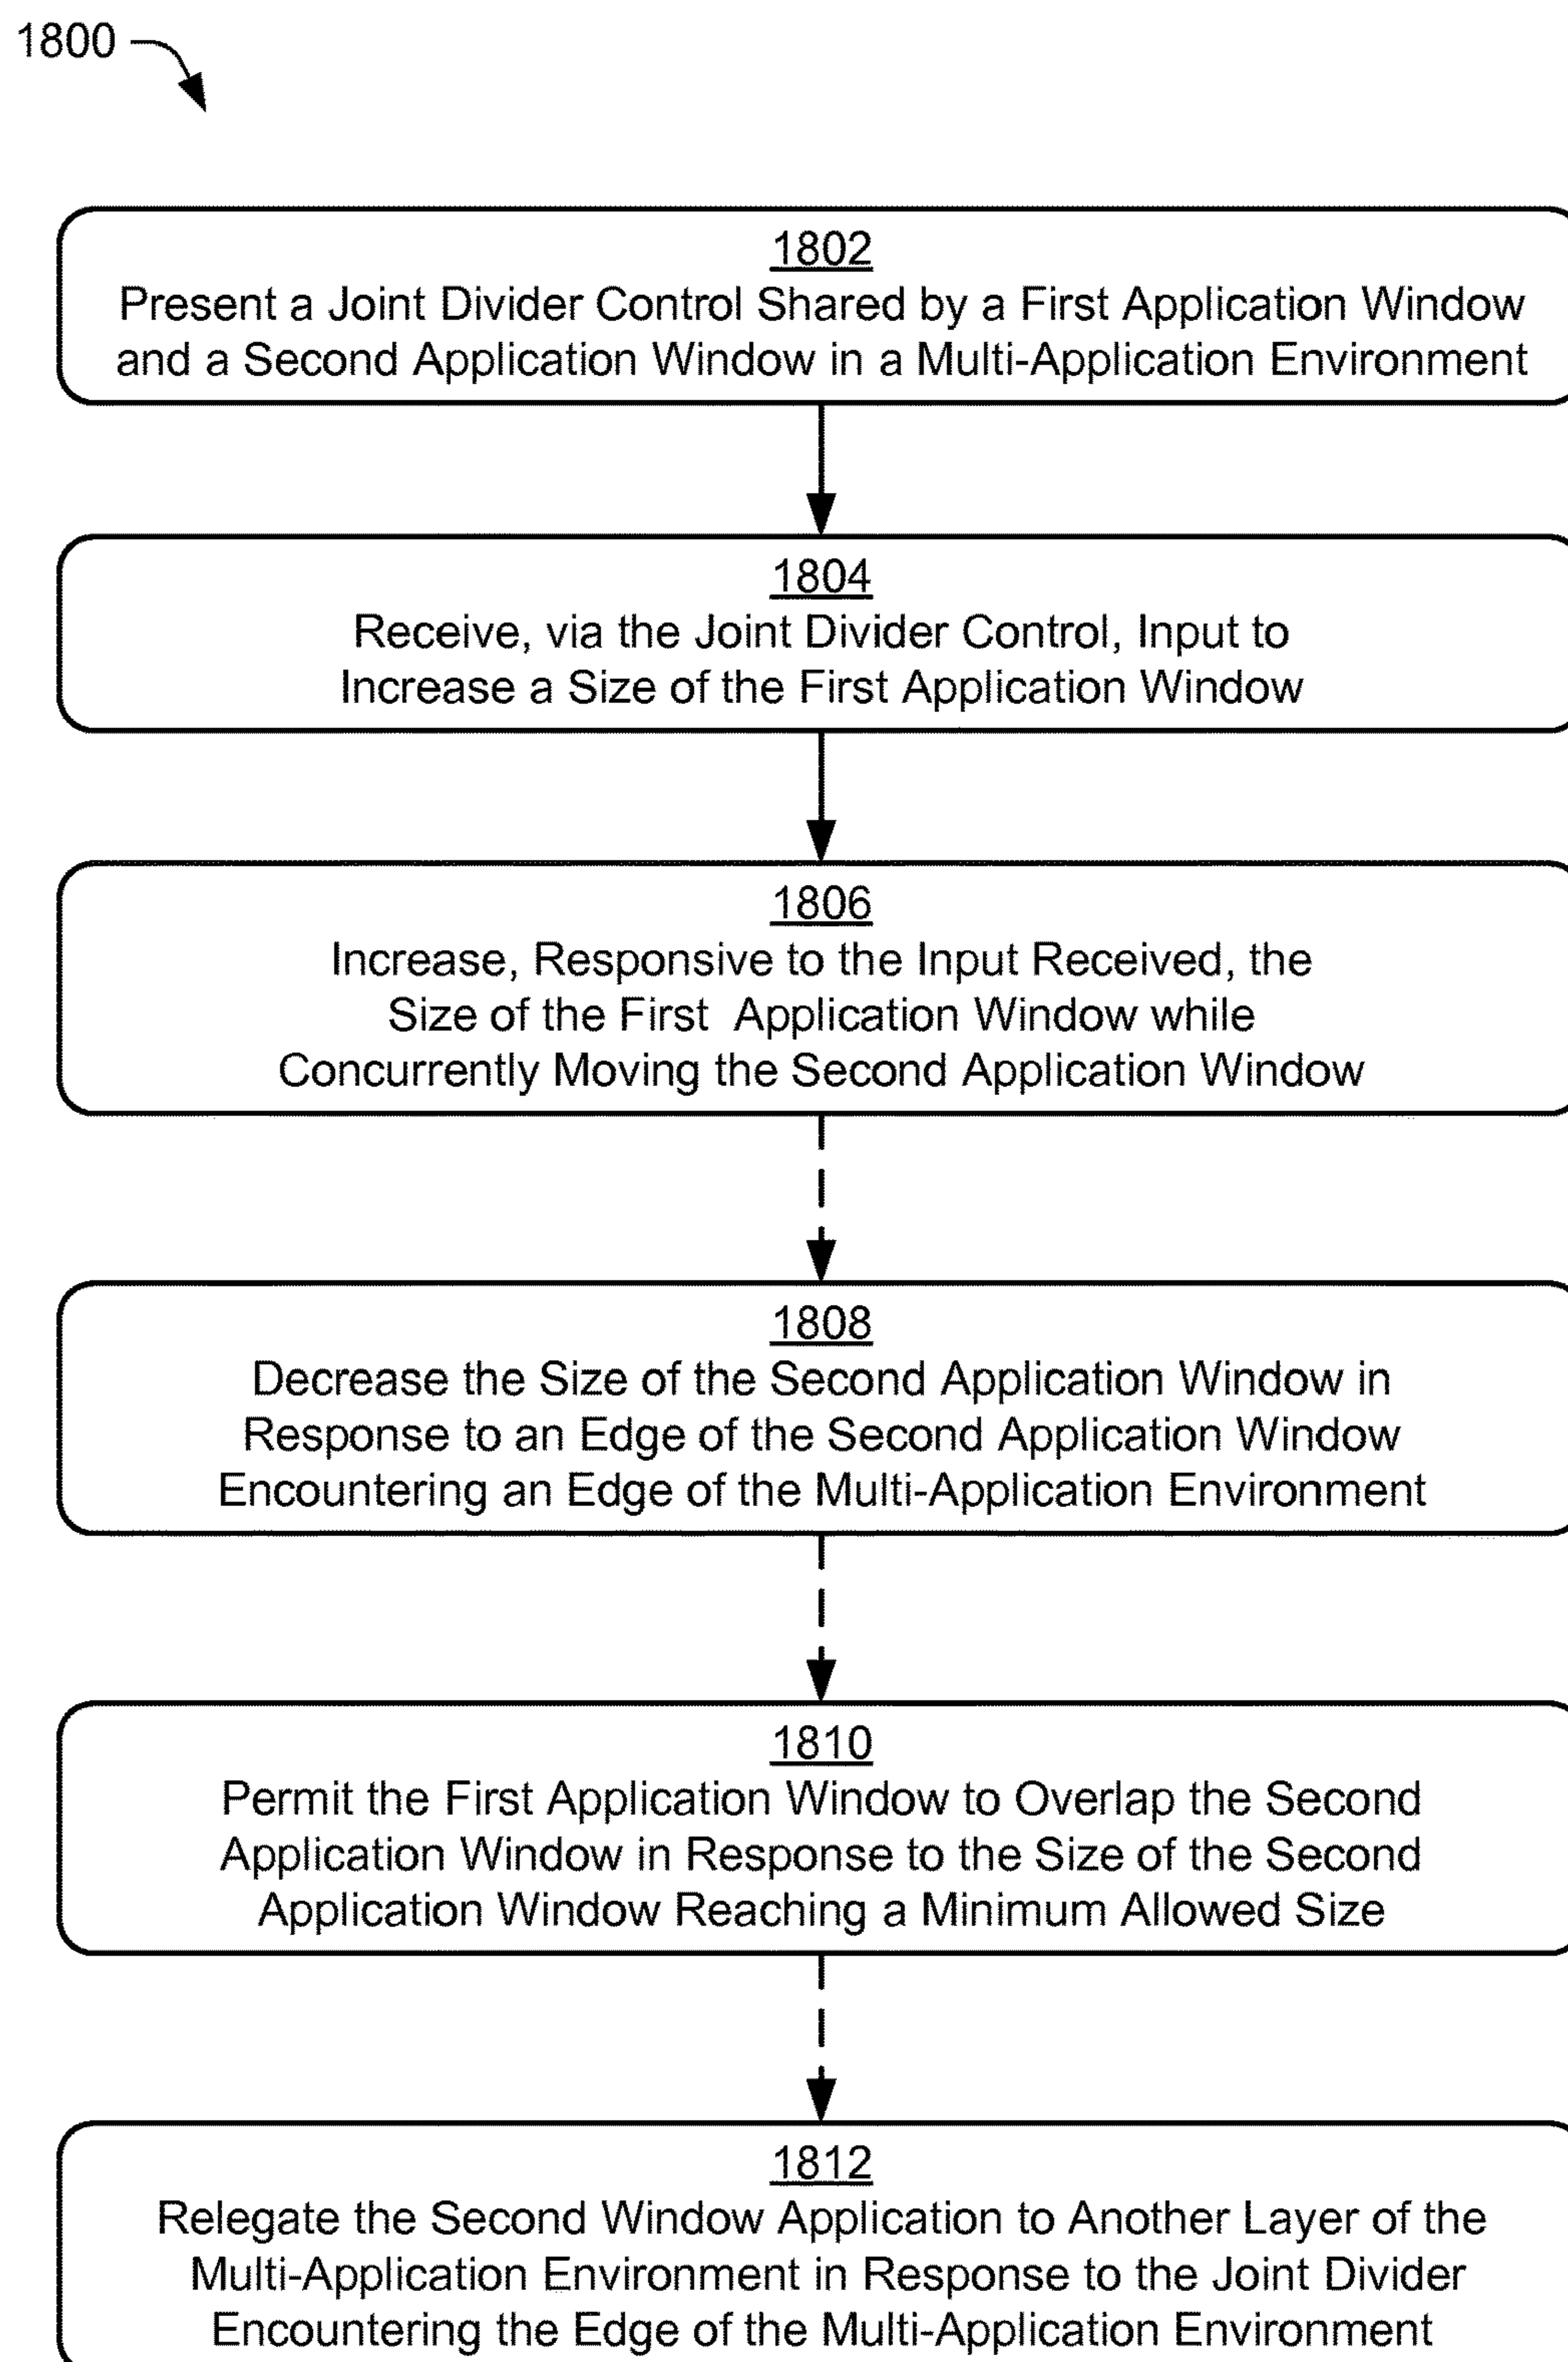 1800
1802
Present a Joint Divider Control Shared by a First Application Window
and a Second Application Window in a Multi-Application Environment
1804
Receive, via the Joint Divider Control, Input to
Increase a Size of the First Application Window
1806
Increase, Responsive to the Input Received, the
Size of the First Application Window while
Concurrently Moving the Second Application Window
1808
Decrease the Size of the Second Application Window in
Response to an Edge of the Second Application Window
Encountering an Edge of the Multi-Application Environment
1810
Permit the First Application Window to Overlap the Second
Application Window in Response to the Size of the Second
Application Window Reaching a Minimum Allowed Size
1812
Relegate the Second Window Application to Another Layer of the
Multi-Application Environment in Response to the Joint Divider
Encountering the Edge of the Multi-Application Environment